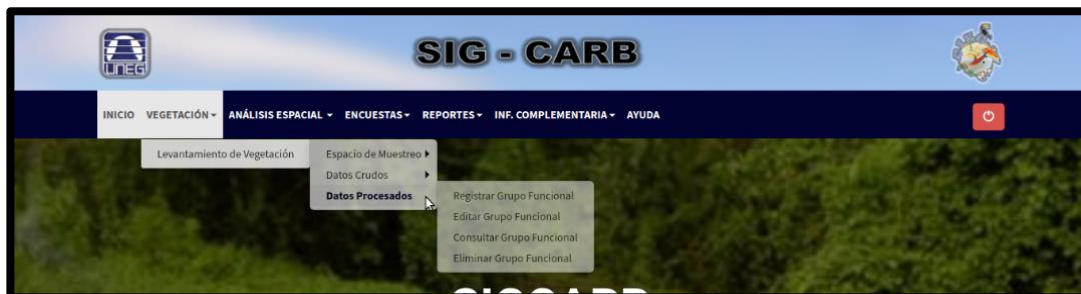 UNEG
SIG - CARB
INICIO VEGETACIÓN ANÁLISIS ESPACIAL ENCUESTAS REPORTES INF. COMPLEMENTARIA AYUDA
Levantamiento de Vegetación
Espacio de Muestreo
Datos Crudos
Datos Procesados
Registrar Grupo Funcional
Editar Grupo Funcional
Consultar Grupo Funcional
Eliminar Grupo Funcional